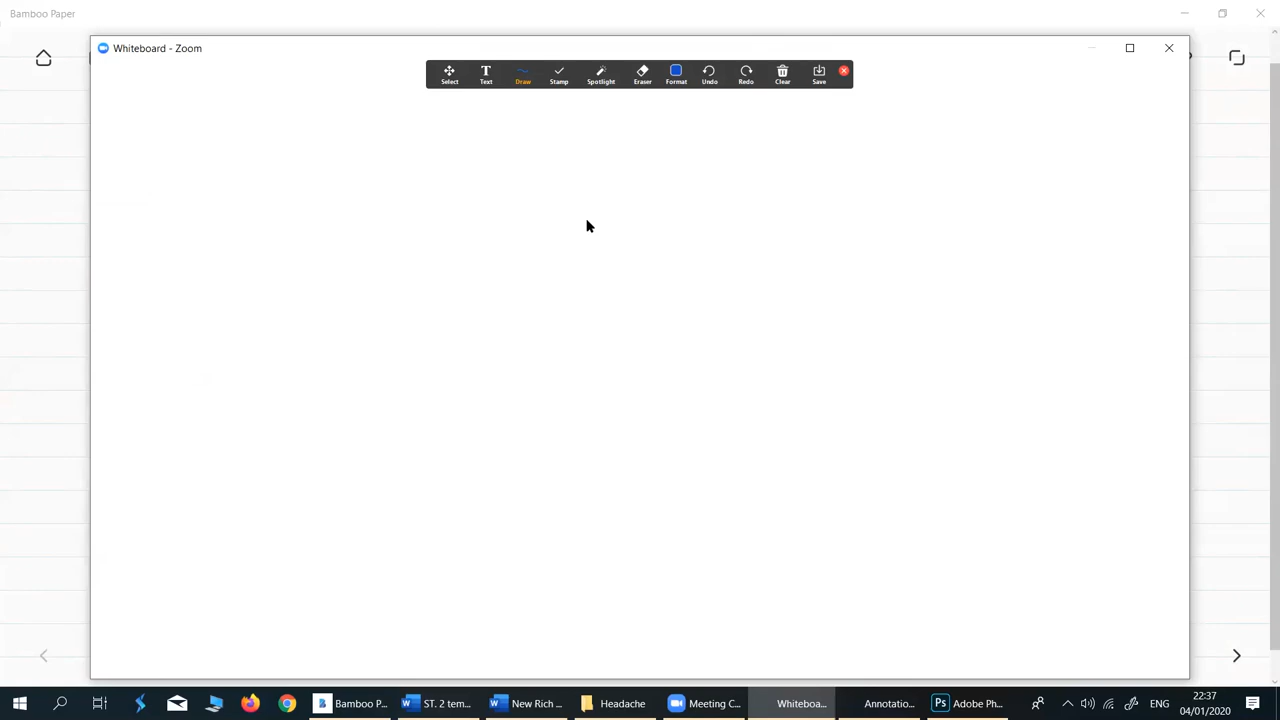 Bamboo Paper
Whiteboard - Zoom
Select Text Draw Stamp Spotlight Eraser Format Undo Redo Clear Save
Bamboo P... ST. 2 tem... New Rich ... Headache Meeting C... Whiteboa... Annotatio... Adobe Ph... ENG 22:37
04/01/2020